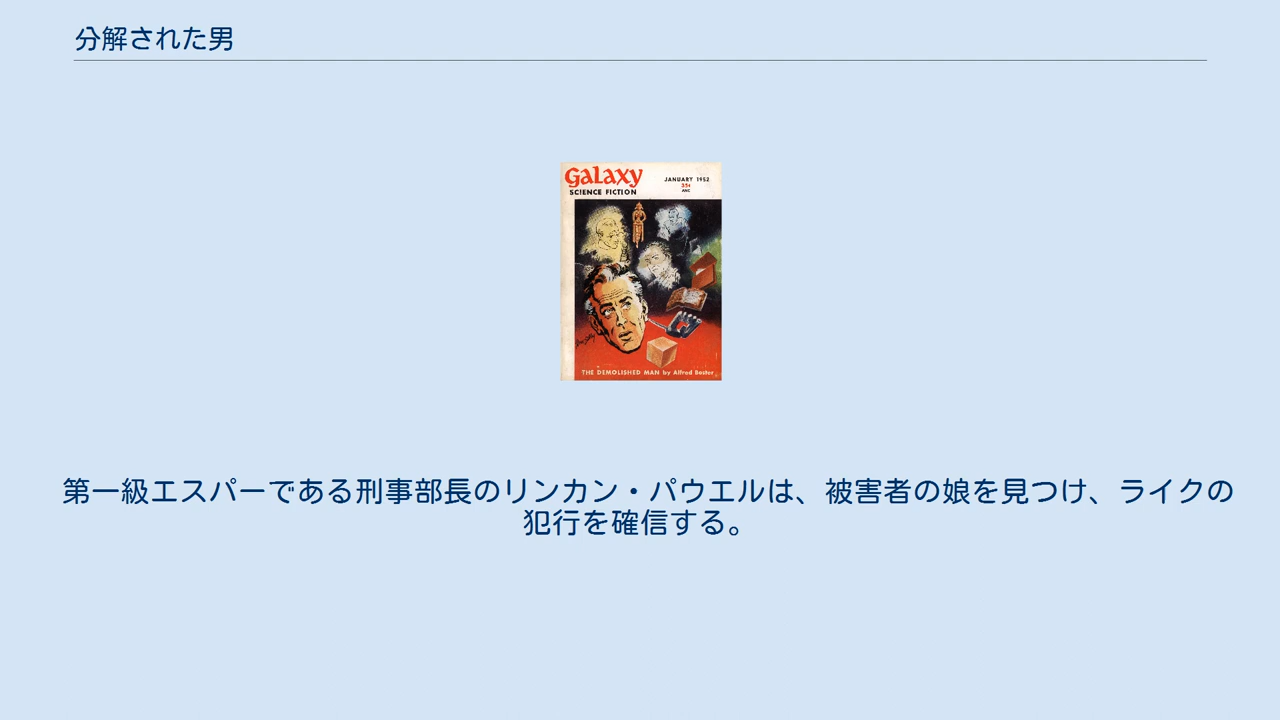 分解された男
GALAXY
SCIENCE FICTION
JANUARY 1952
35¢
ANC
THE DEMOLISHED MAN by Alfred Bester
第一級エスパーである刑事部長のリンカン・パウエルは、被害者の娘を見つけ、ライクの
犯行を確信する。